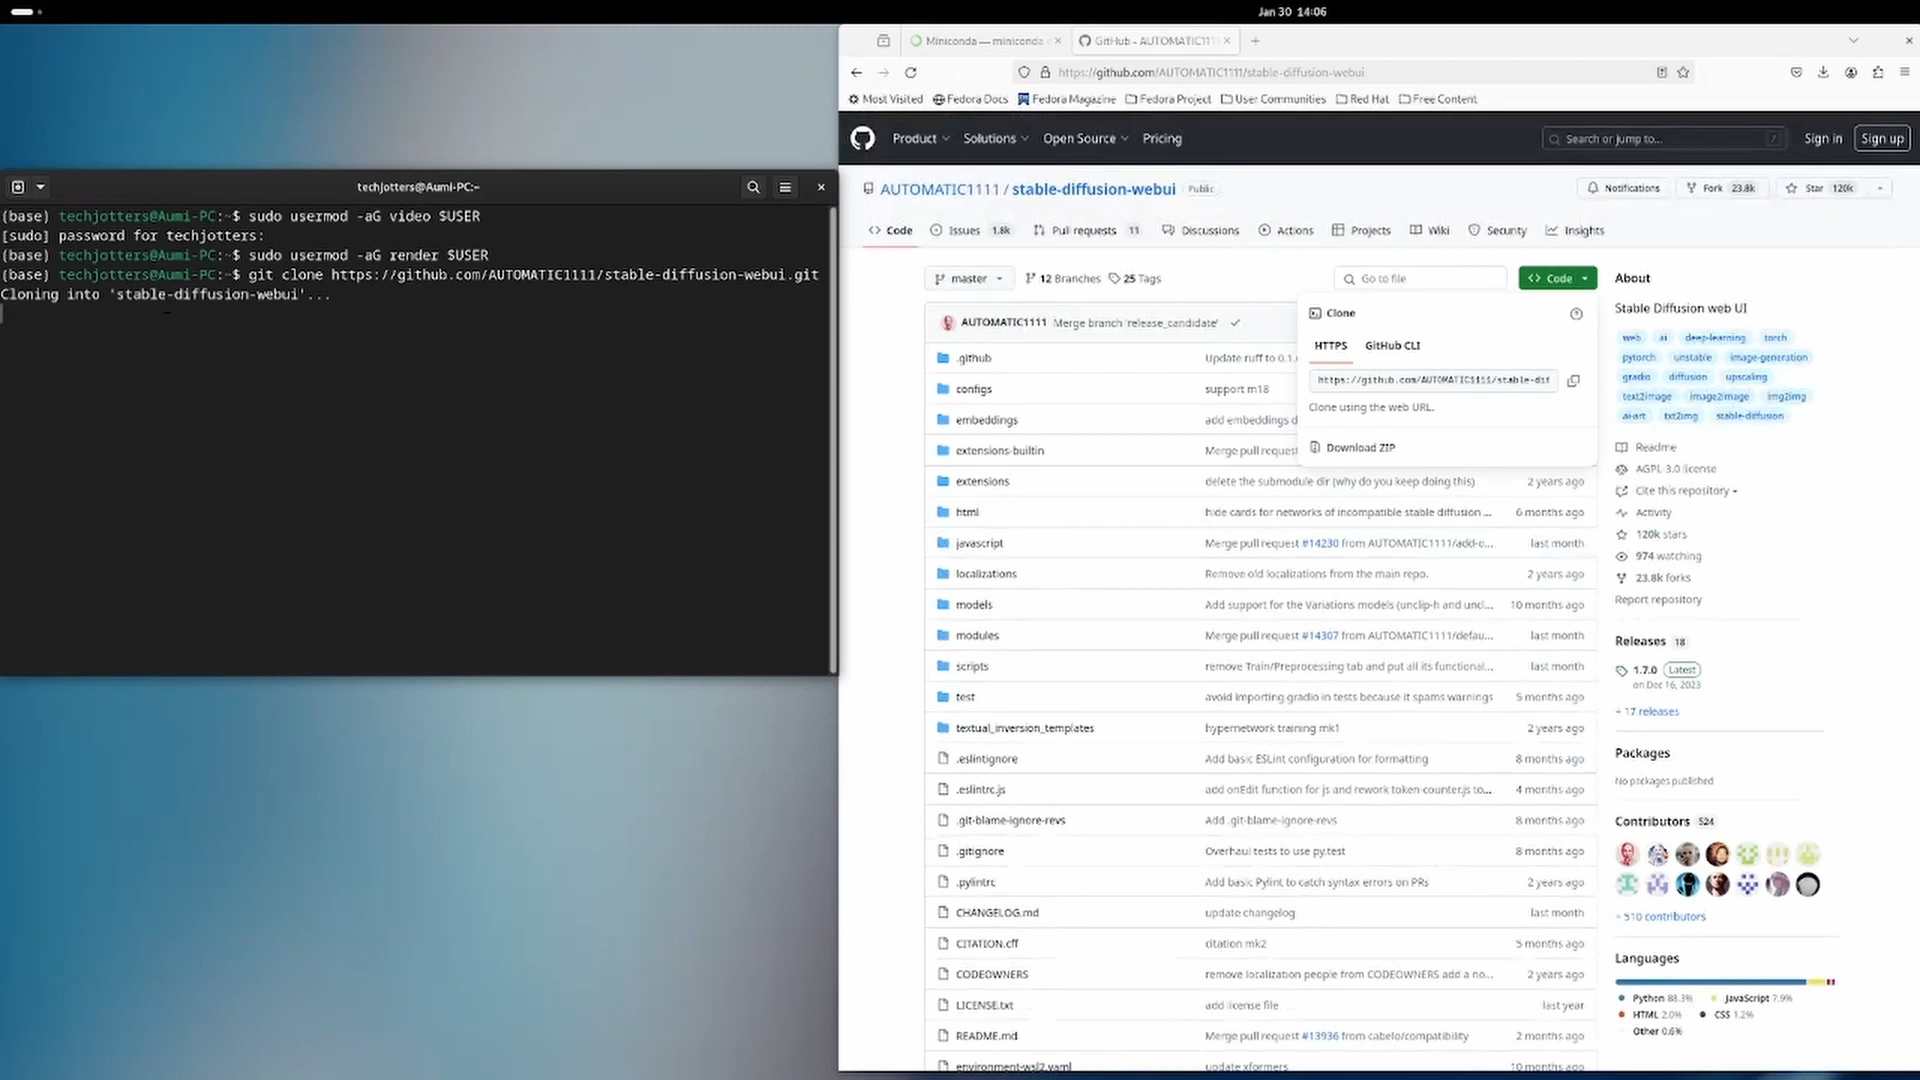 Jan 30 14:06
Miniconda — miniconda
GitHub - AUTOMATIC111
https://github.com/AUTOMATIC1111/stable-diffusion-webui
Most Visited
Fedora Docs
Fedora Magazine
Fedora Project
User Communities
Red Hat
Free Content
Product
Solutions
Open Source
Pricing
Search or jump to...
/
Sign in
Sign up
techjotters@Aumi-PC:~
(base) techjotters@Aumi-PC:~$ sudo usermod -aG video $USER
[sudo] password for techjotters:
(base) techjotters@Aumi-PC:~$ sudo usermod -aG render $USER
(base) techjotters@Aumi-PC:~$ git clone https://github.com/AUTOMATIC1111/stable-diffusion-webui.git
Cloning into 'stable-diffusion-webui'...
AUTOMATIC1111 / stable-diffusion-webui Public
Notifications
Fork 23.8k
Star 120k
Code
Issues 1.8k
Pull requests 11
Discussions
Actions
Projects
Wiki
Security
Insights
master
12 Branches
25 Tags
Go to file
Code
AUTOMATIC1111 Merge branch 'release_candidate'
Clone
HTTPS
GitHub CLI
https://github.com/AUTOMATIC1111/stable-dif
Clone using the web URL.
Download ZIP
.github Update ruff to 0.1.
configs support m18
embeddings add embeddings d
extensions-builtin Merge pull request
extensions delete the submodule dir (why do you keep doing this) 2 years ago
html hide cards for networks of incompatible stable diffusion ... 6 months ago
javascript Merge pull request #14230 from AUTOMATIC1111/add-o... last month
localizations Remove old localizations from the main repo. 2 years ago
models Add support for the Variations models (unclip-h and uncl... 10 months ago
modules Merge pull request #14307 from AUTOMATIC1111/defau... last month
scripts remove Train/Preprocessing tab and put all its functional... last month
test avoid importing gradio in tests because it spams warnings 5 months ago
textual_inversion_templates hypernetwork training mk1 2 years ago
.eslintignore Add basic ESLint configuration for formatting 8 months ago
.eslintrc.js add onEdit function for js and rework token-counter.js to... 4 months ago
.git-blame-ignore-revs Add .git-blame-ignore-revs 8 months ago
.gitignore Overhaul tests to use py.test 8 months ago
.pylintrc Add basic Pylint to catch syntax errors on PRs 2 years ago
CHANGELOG.md update changelog last month
CITATION.cff citation mk2 5 months ago
CODEOWNERS remove localization people from CODEOWNERS add a no... 2 years ago
LICENSE.txt add license file last year
README.md Merge pull request #13936 from cabelo/compatibility 2 months ago
environment-wsl2.yaml update xformers 10 months ago
About
Stable Diffusion web UI
web ai deep-learning torch
pytorch unstable image-generation
gradio diffusion upscaling
text2image image2image img2img
ai-art txt2img stable-diffusion
Readme
AGPL-3.0 license
Cite this repository
Activity
120k stars
974 watching
23.8k forks
Report repository
Releases 18
1.7.0 Latest
on Dec 16, 2023
+ 17 releases
Packages
No packages published
Contributors 524
+ 510 contributors
Languages
Python 88.3% JavaScript 7.9%
HTML 2.0% CSS 1.2%
Other 0.6%